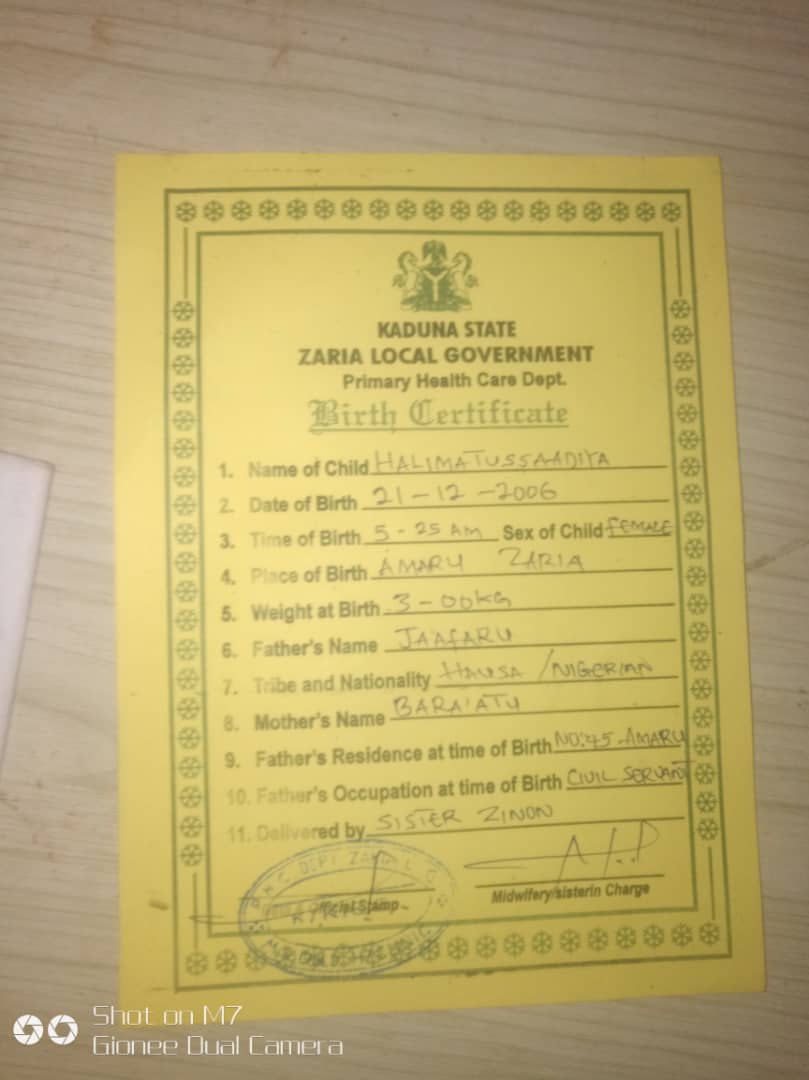 KADUNA STATE
ZARIA LOCAL GOVERNMENT
Primary Health Care Dept.
Birth Certificate
1. Name of Child HALIMATUSSAADIYA
2. Date of Birth 21-12-2006
3. Time of Birth 5-25 AM Sex of Child FEMALE
4. Place of Birth AMARU ZARIA
5. Weight at Birth 3-00KG
6. Father's Name JAAFARU
7. Tribe and Nationality HAUSA/NIGERIAN
8. Mother's Name BARA'ATU
9. Father's Residence at time of Birth NO:45-AMARU
10. Father's Occupation at time of Birth CIVIL SERVANT
11. Delivered by SISTER ZINON
P.H.C. DEPT ZARIA L.G.
Official Stamp
Midwifery/sisterin Charge
Shot on M7
Gionee Dual Camera